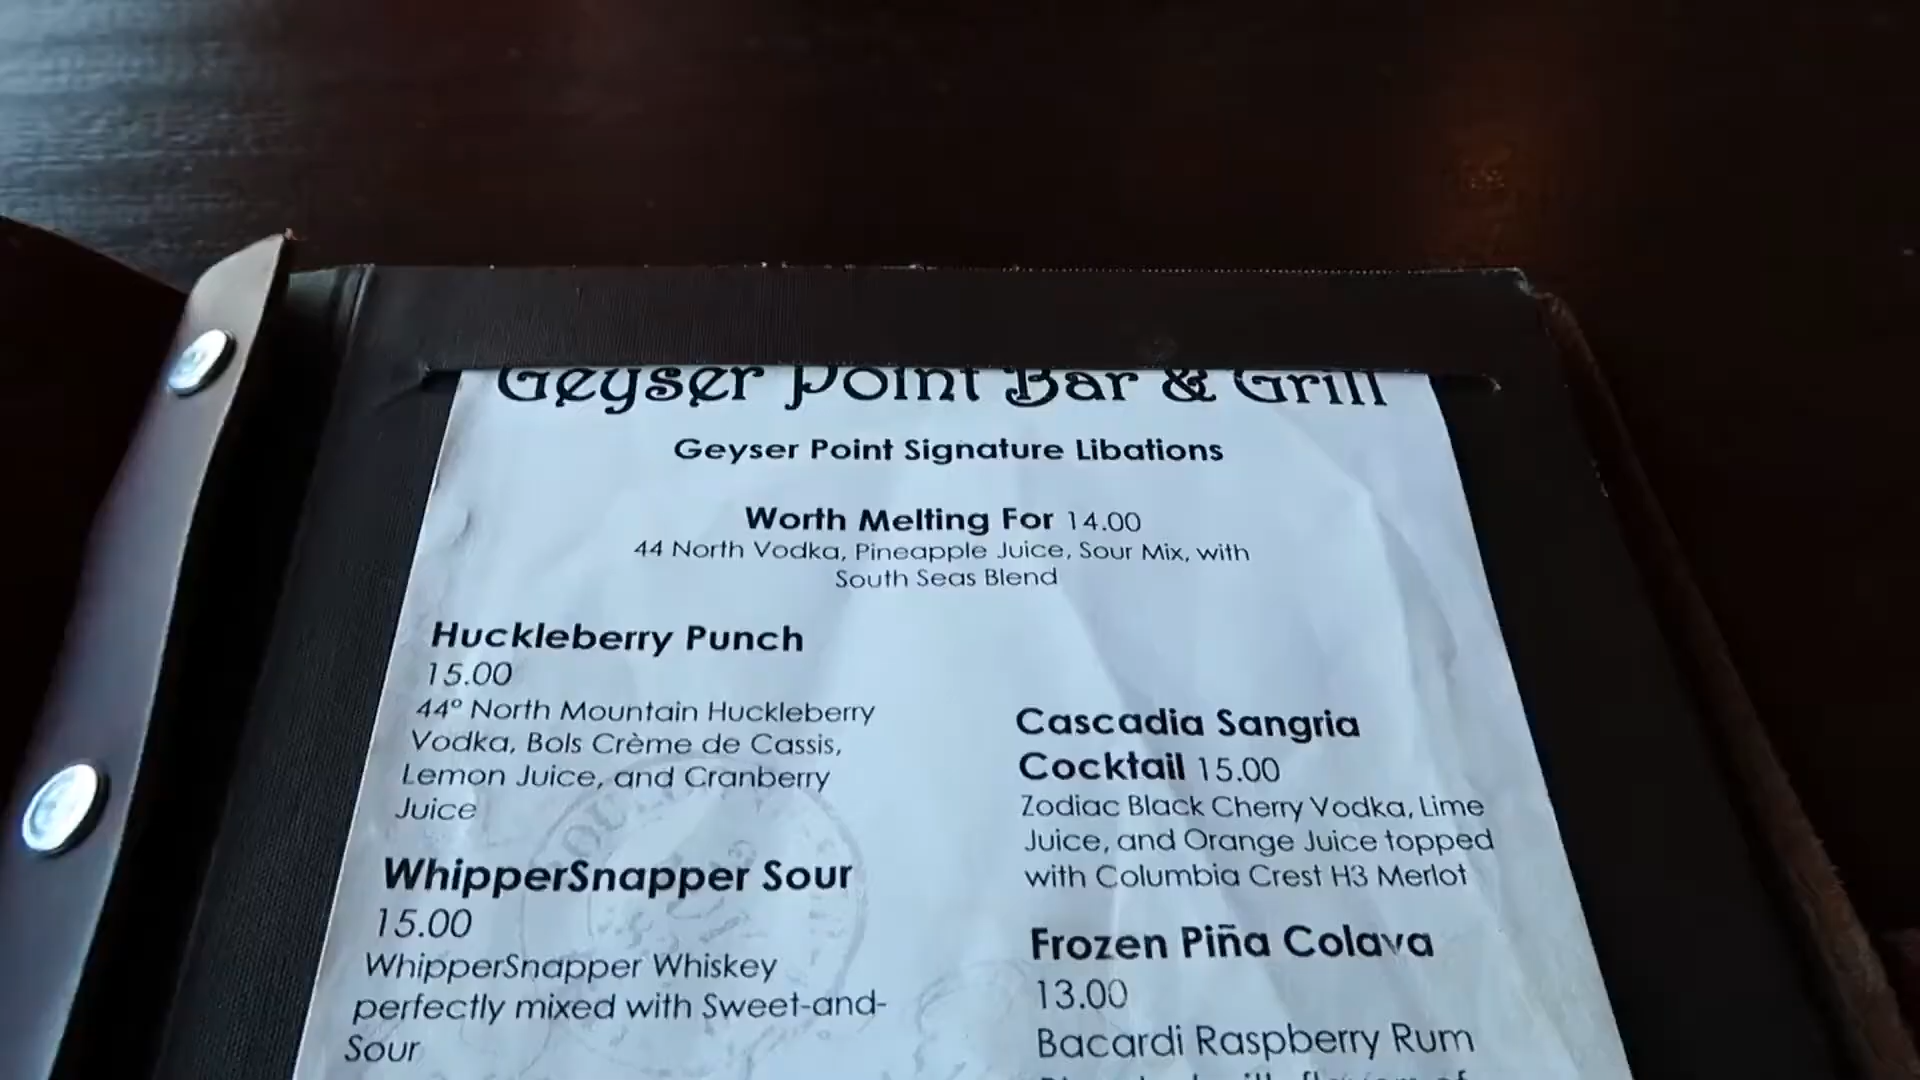 Geyser Point Bar & Grill
Geyser Point Signature Libations
Worth Melting For 14.00
44 North Vodka, Pineapple Juice, Sour Mix, with
South Seas Blend
Huckleberry Punch
15.00
44° North Mountain Huckleberry
Vodka, Bols Crème de Cassis,
Lemon Juice, and Cranberry
Juice
WhipperSnapper Sour
15.00
WhipperSnapper Whiskey
perfectly mixed with Sweet-and-
Sour
Cascadia Sangria
Cocktail 15.00
Zodiac Black Cherry Vodka, Lime
Juice, and Orange Juice topped
with Columbia Crest H3 Merlot
Frozen Piña Colava
13.00
Bacardi Raspberry Rum